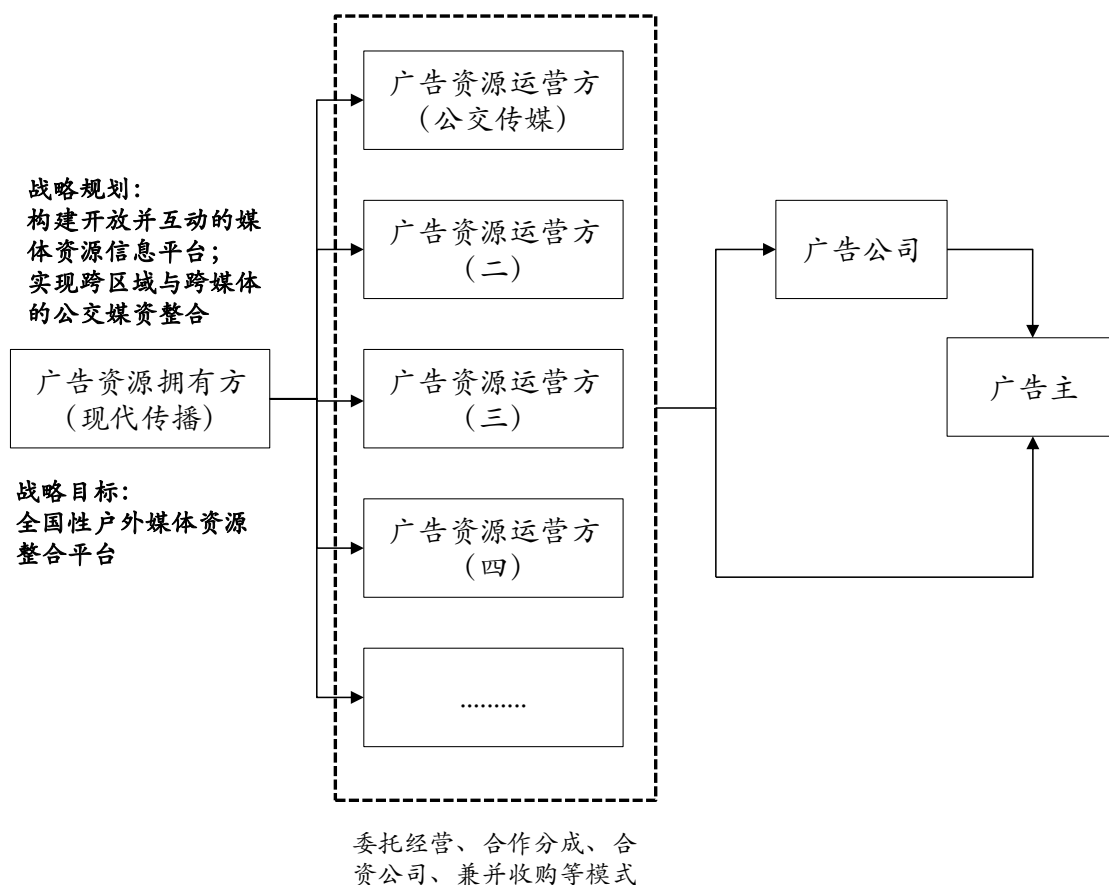 广告资源运营方
（公交传媒）
战略规划：
构建开放并互动的媒
体资源信息平台；
实现跨区域与跨媒体
的公交媒资整合
广告资源运营方
（二）
广告公司
广告资源拥有方
（现代传播）
广告资源运营方
（三）
广告主
战略目标：
全国性户外媒体资源
整合平台
广告资源运营方
（四）
..........
委托经营、合作分成、合
资公司、兼并收购等模式